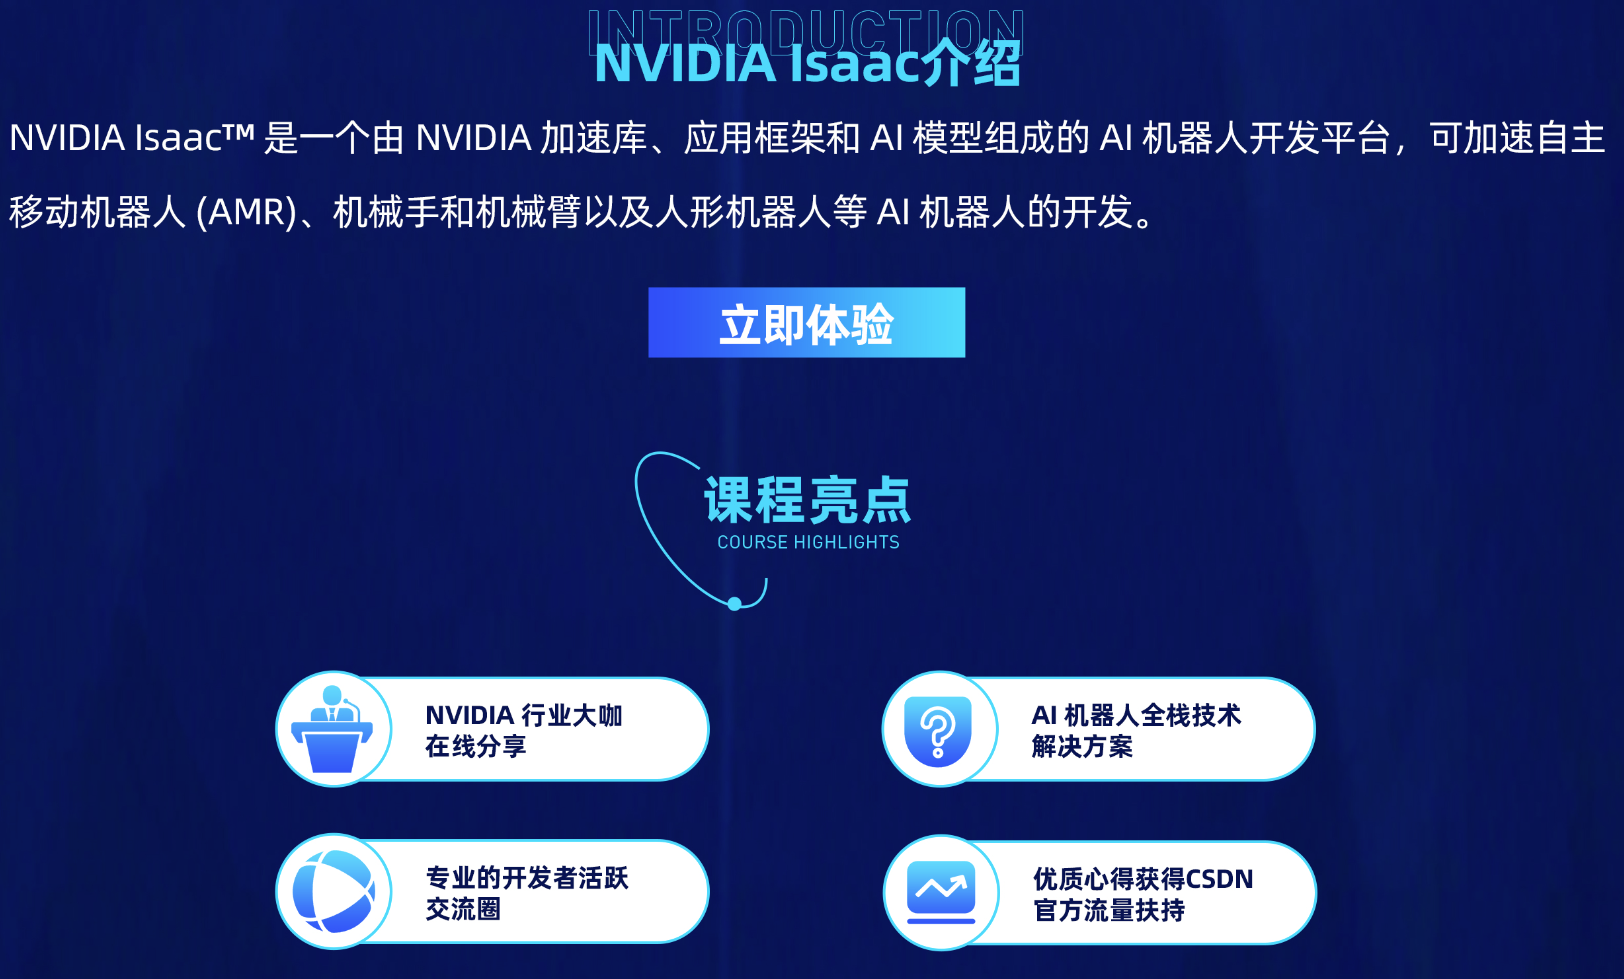 INTRODUCTION
NVIDIA Isaac介绍
NVIDIA Isaac™ 是一个由 NVIDIA 加速库、应用框架和 AI 模型组成的 AI 机器人开发平台，可加速自主
移动机器人 (AMR)、机械手和机械臂以及人形机器人等 AI 机器人的开发。
立即体验
课程亮点
COURSE HIGHLIGHTS
NVIDIA 行业大咖
在线分享
AI 机器人全栈技术
解决方案
专业的开发者活跃
交流圈
优质心得获得CSDN
官方流量扶持